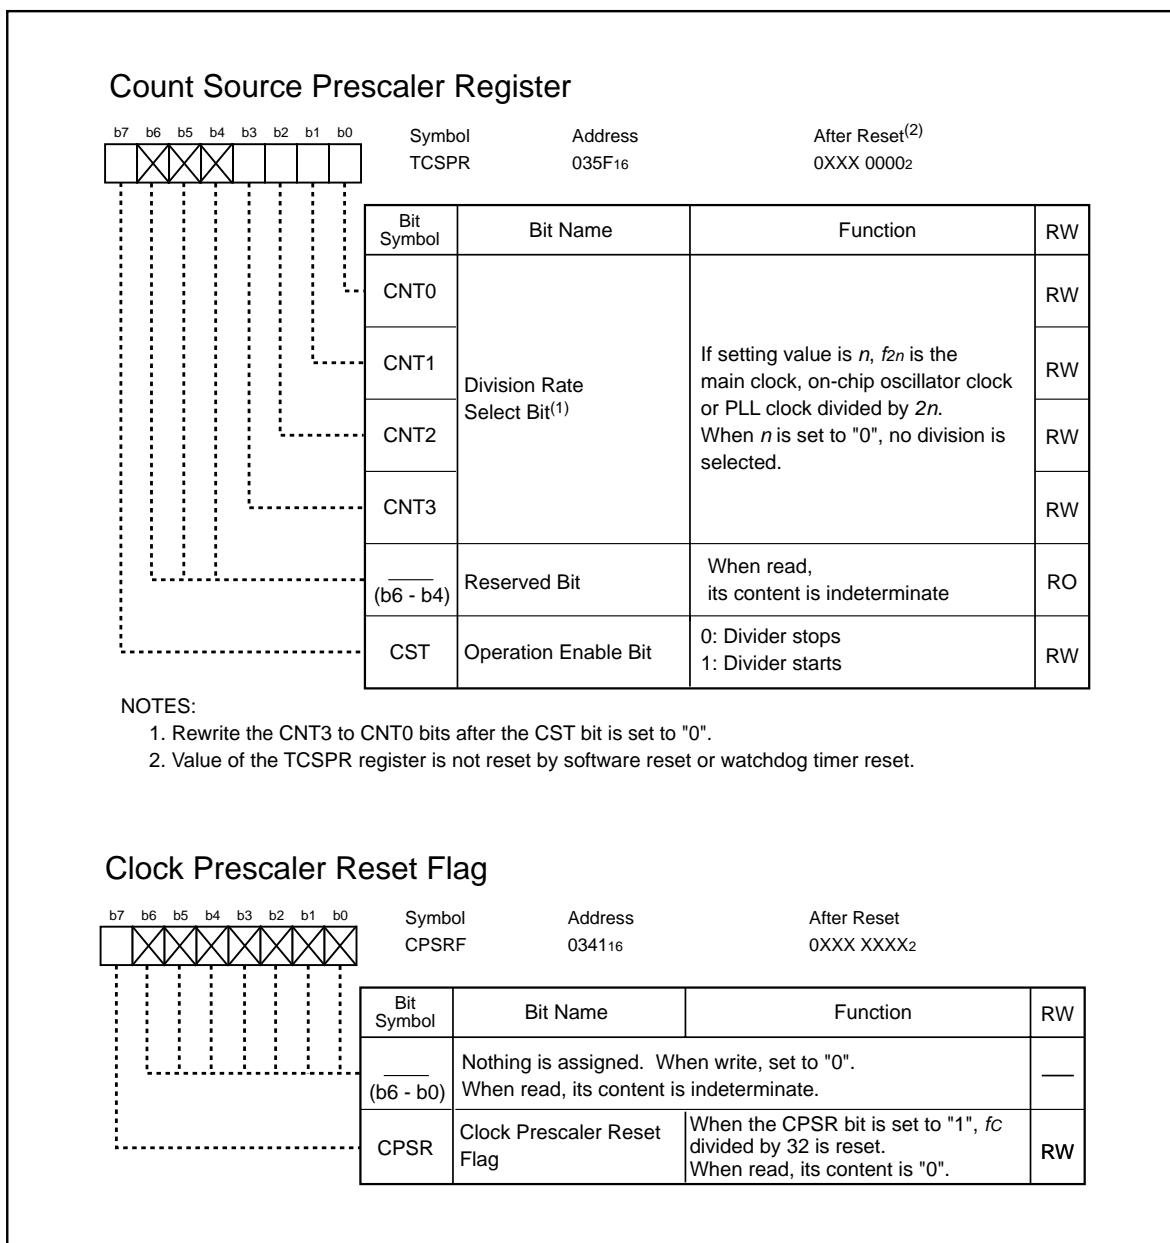 Count Source Prescaler Register
b7 b6 b5 b4 b3 b2 b1 b0
Symbol Address After Reset(2)
TCSPR 035F16 0XXX 00002
Bit Symbol Bit Name Function RW
CNT0 RW
CNT1 RW
CNT2 RW
CNT3 RW
Division Rate
Select Bit(1)
If setting value is n, f2n is the
main clock, on-chip oscillator clock
or PLL clock divided by 2n.
When n is set to "0", no division is
selected.
(b6 - b4) Reserved Bit When read, RO
its content is indeterminate
CST Operation Enable Bit 0: Divider stops RW
1: Divider starts
NOTES:
1. Rewrite the CNT3 to CNT0 bits after the CST bit is set to "0".
2. Value of the TCSPR register is not reset by software reset or watchdog timer reset.
Clock Prescaler Reset Flag
b7 b6 b5 b4 b3 b2 b1 b0
Symbol Address After Reset
CPSRF 034116 0XXX XXXX2
Bit Symbol Bit Name Function RW
(b6 - b0) Nothing is assigned. When write, set to "0".
When read, its content is indeterminate.
CPSR Clock Prescaler Reset
Flag
When the CPSR bit is set to "1", fC
divided by 32 is reset.
When read, its content is "0".
RW